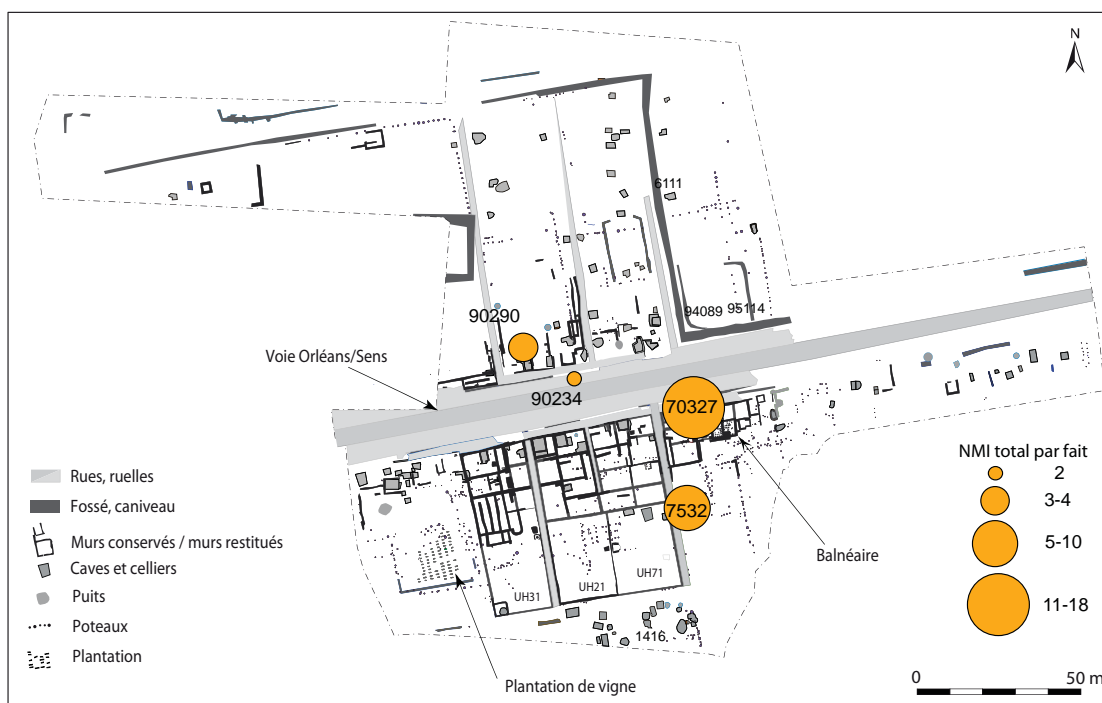 N
6111
94089
95114
90290
Voie Orléans/Sens
90234
70327
7532
Balnéaire
UH31
UH21
UH71
1416
Plantation de vigne
Rues, ruelles
Fossé, caniveau
Murs conservés / murs restitués
Caves et celliers
Puits
Poteaux
Plantation
NMI total par fait
2
3-4
5-10
11-18
0
50 m